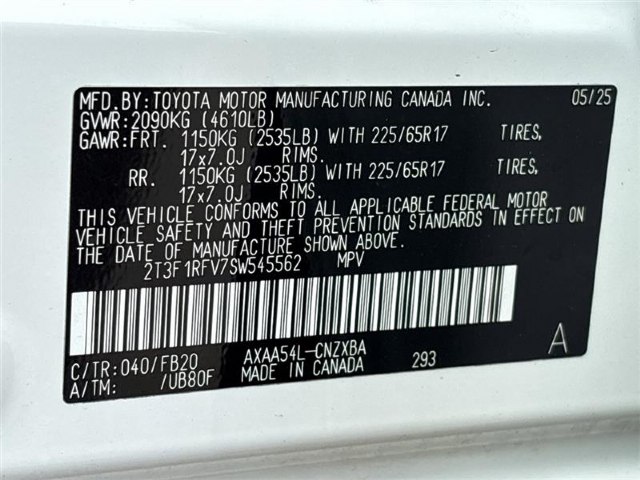 MFD.BY:TOYOTA MOTOR MANUFACTURING CANADA INC. 05/25
GVWR:2090KG (4610LB)
GAWR:FRT. 1150KG (2535LB) WITH 225/65R17 TIRES,
17x7.0J RIMS.
RR. 1150KG (2535LB) WITH 225/65R17 TIRES,
17x7.0J RIMS.
THIS VEHICLE CONFORMS TO ALL APPLICABLE FEDERAL MOTOR
VEHICLE SAFETY AND THEFT PREVENTION STANDARDS IN EFFECT ON
THE DATE OF MANUFACTURE SHOWN ABOVE.
2T3F1RFV7SW545562 MPV
C/TR:040/FB20 AXAA54L-CNZXBA 293 A
A/TM: /UB80F MADE IN CANADA